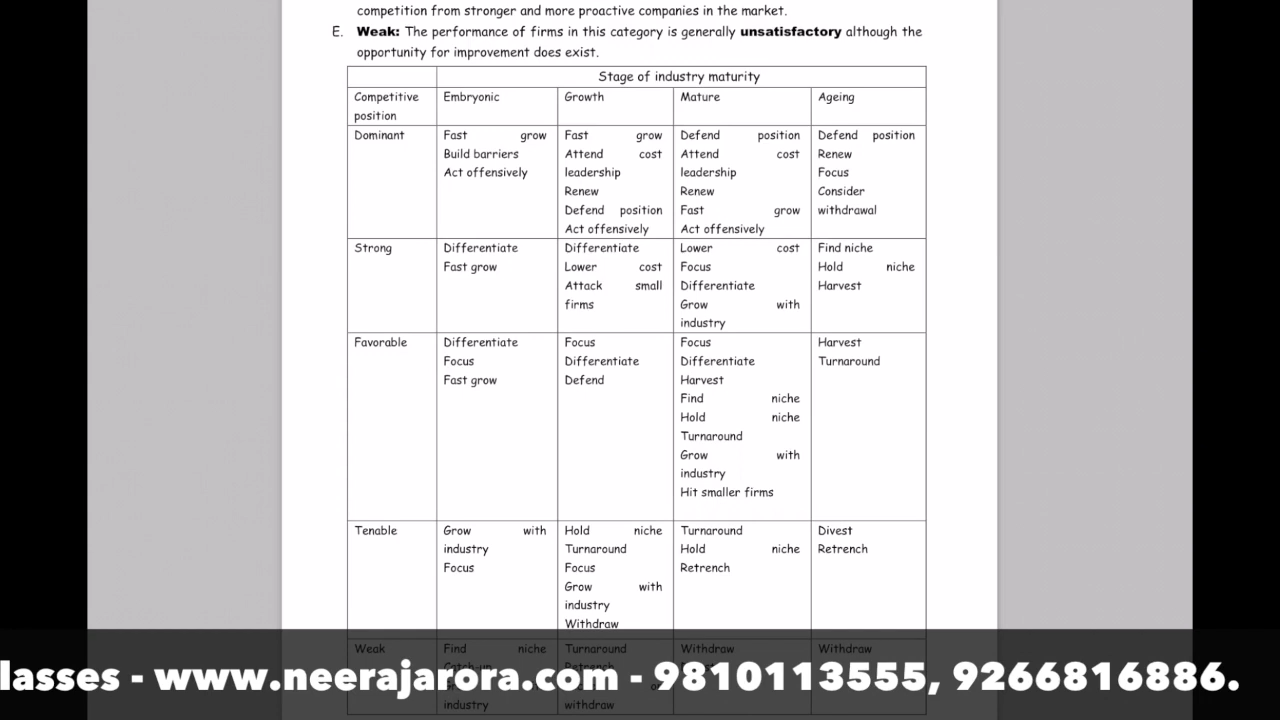 competition from stronger and more proactive companies in the market.
E. Weak: The performance of firms in this category is generally unsatisfactory although the
opportunity for improvement does exist.
Stage of industry maturity
Competitive position
Embryonic
Growth
Mature
Ageing
Dominant
Fast grow
Build barriers
Act offensively
Fast grow
Attend cost
leadership
Renew
Defend position
Act offensively
Defend position
Attend cost
leadership
Renew
Fast grow
Act offensively
Defend position
Renew
Focus
Consider
withdrawal
Strong
Differentiate
Fast grow
Differentiate
Lower cost
Attack small
firms
Lower cost
Focus
Differentiate
Grow with
industry
Find niche
Hold niche
Harvest
Favorable
Differentiate
Focus
Fast grow
Focus
Differentiate
Defend
Focus
Differentiate
Harvest
Find niche
Hold niche
Turnaround
Grow with
industry
Hit smaller firms
Harvest
Turnaround
Tenable
Grow with
industry
Focus
Hold niche
Turnaround
Focus
Grow with
industry
Withdraw
Turnaround
Hold niche
Retrench
Divest
Retrench
Weak
Find niche
Catch-up
industry
Turnaround
Retrench
withdraw
Withdraw
Withdraw
lasses - www.neerajarora.com - 9810113555, 9266816886.